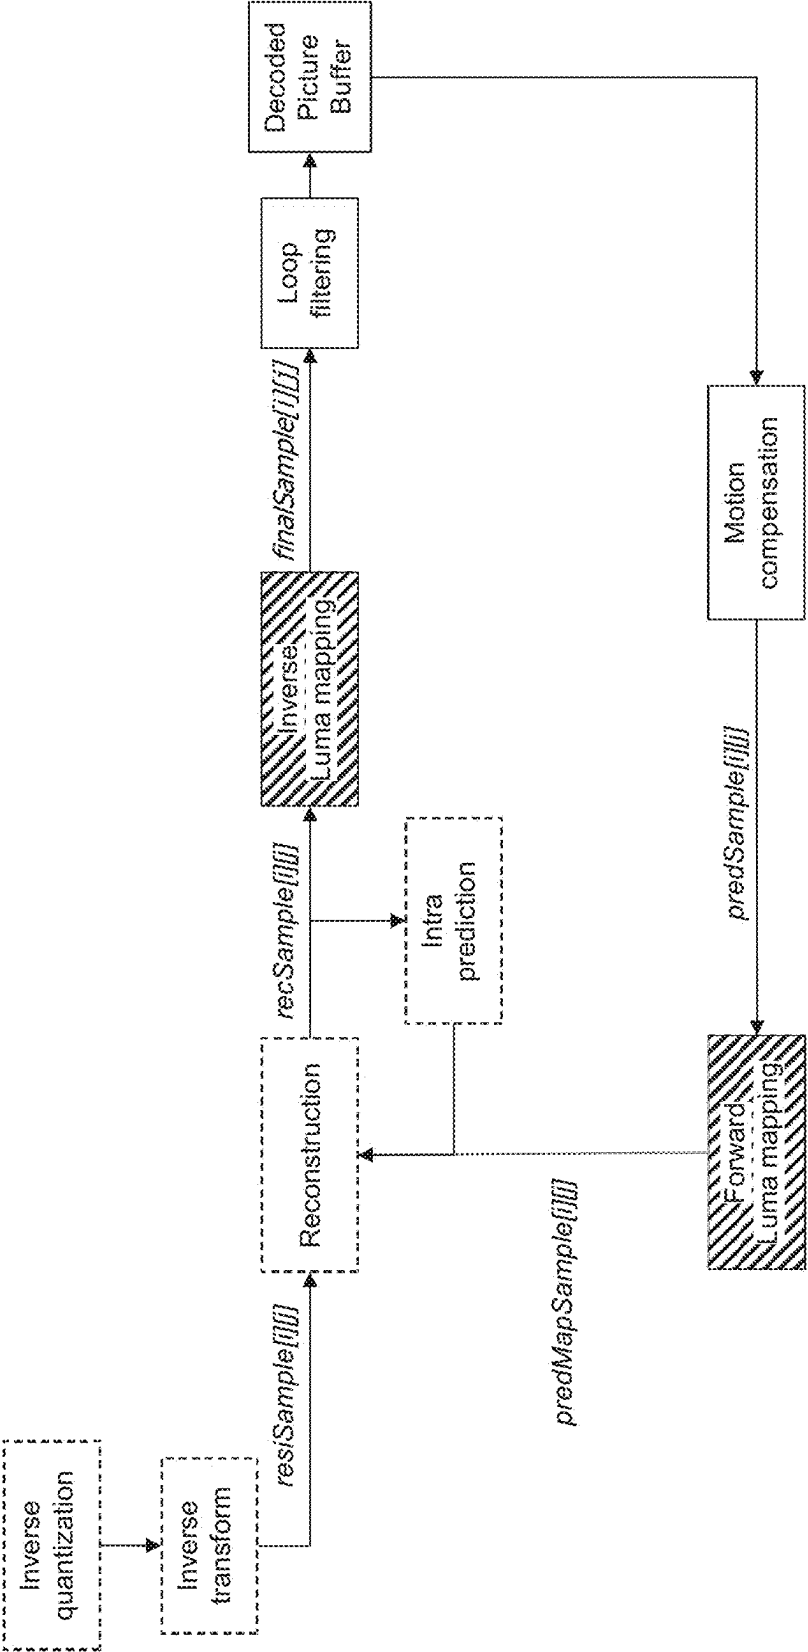 Inverse
quantization
Inverse
transform
resiSample[i][j]
Reconstruction
recSample[i][j]
Intra
prediction
Inverse
Luma mapping
finalSample[i][j]
Loop
filtering
Decoded
Picture
Buffer
Motion
compensation
predSample[i][j]
Forward
Luma mapping
predMapSample[i][j]